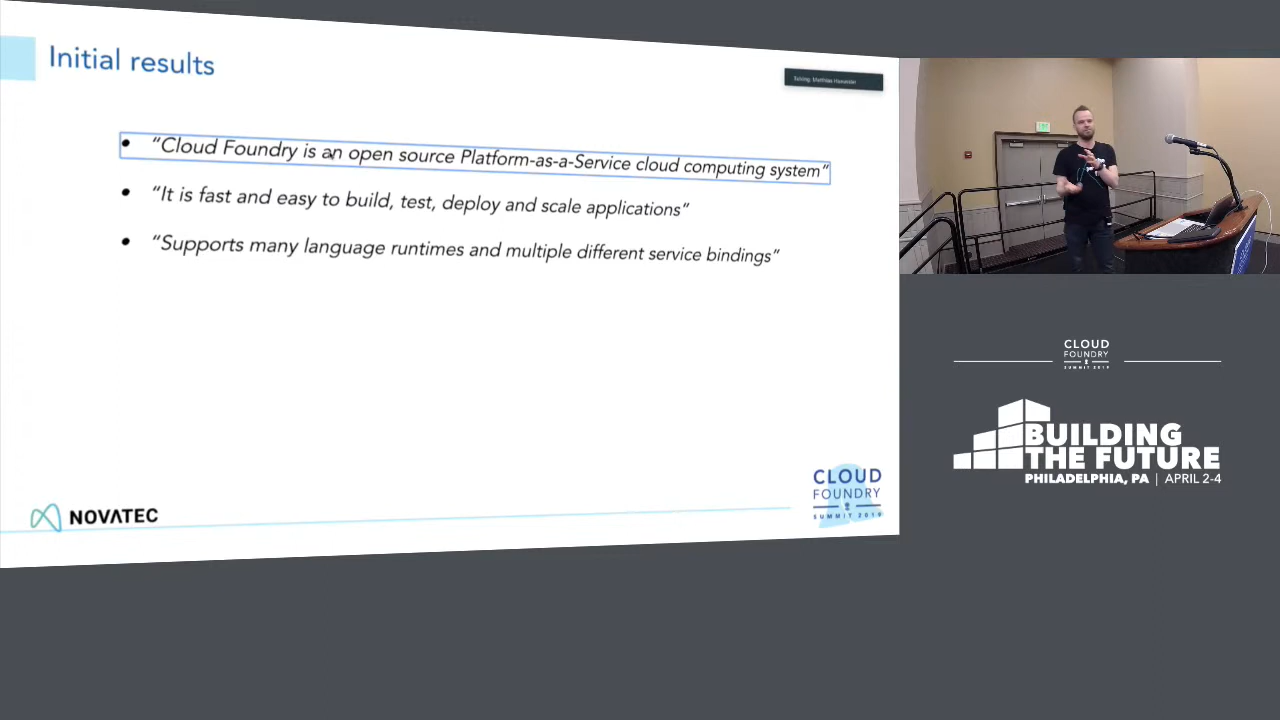 Initial results
• "Cloud Foundry is an open source Platform-as-a-Service cloud computing system"
• "It is fast and easy to build, test, deploy and scale applications"
• "Supports many language runtimes and multiple different service bindings"
NOVATEC
CLOUD
FOUNDRY
SUMMIT 2019
CLOUD
FOUNDRY
SUMMIT 2019
BUILDING
THE FUTURE
PHILADELPHIA, PA | APRIL 2-4